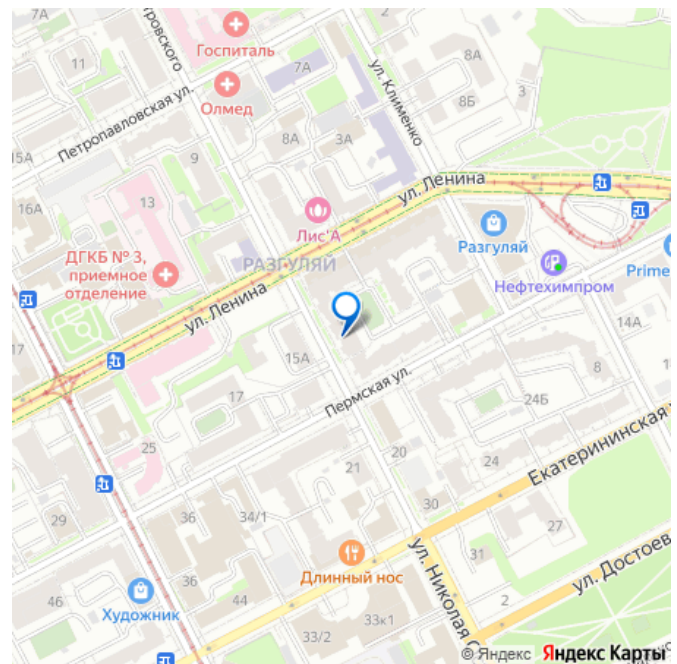 7А
Госпиталь
11
7А
Олмед
Петропавловская ул.
ул. Клименко
8А
8Б
3
8А
3А
15А
9
16А
13
ул. Ленина
Лис'А
ДГКБ № 3,
приемное
отделение
РАЗГУЛЯЙ
Разгуляй
Нефтехимпром
Prime
ул. Ленина
17
15А
14А
8
17
Пермская ул.
24Б
25
20
Екатерининская
21
24
29
36
34/1
30
27
36
Длинный нос
ул. Николая
31
ул. Достоев
46
Художник
44
33к1
2
33/2
© Яндекс Яндекс Карты